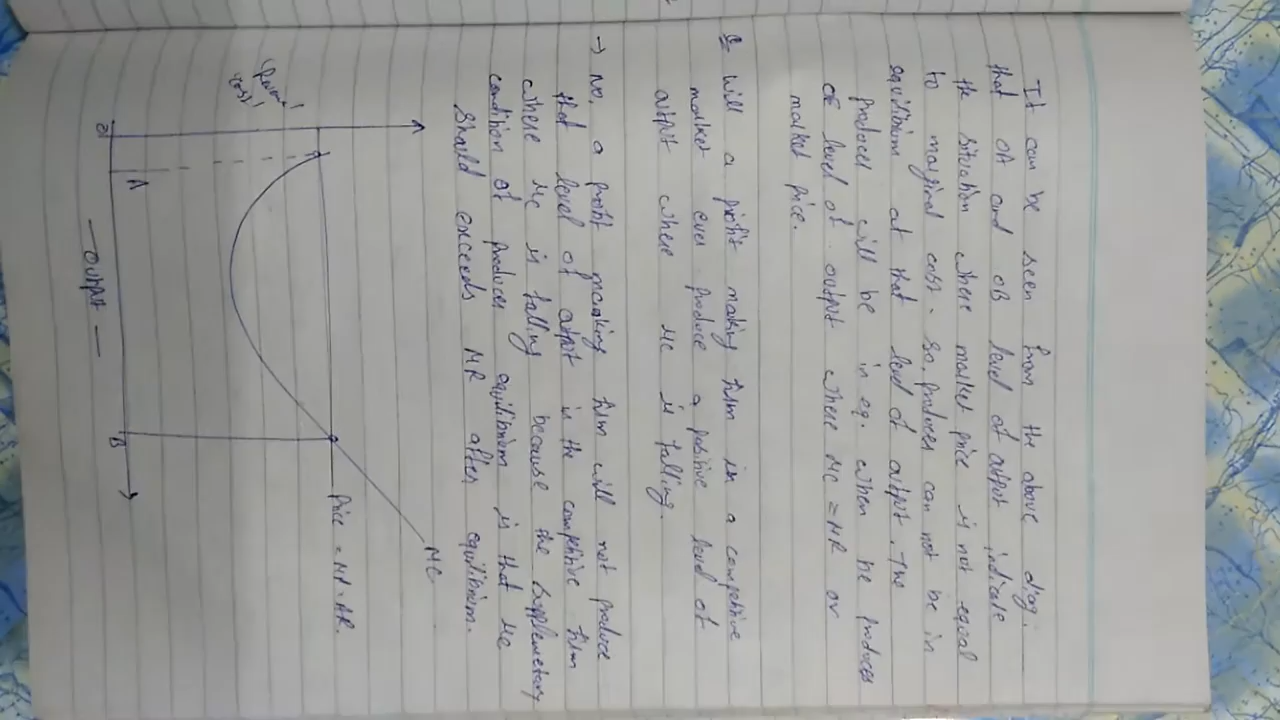 It can be seen from the above diag.
that OA and OB level of output indicate
the situation where market price is not equal
to marginal cost. so, producer can not be in
equilibrium at that level of output. The
producer will be in eq. when he produces
OE level of output where MC = MR or
market price.
Q- Will a profit making firm in a competitive
market ever produce a positive level of
output where MC is falling.
→ No, a profit making firm will not produce
that level of output in the competitive firm
where MC is falling because the supplemetary
condition of producer equilibrium is that MC
should exceeds MR after equilibrium.
MC
Price = MR = AR.
Revenue/
cost
O
A
B
— output —